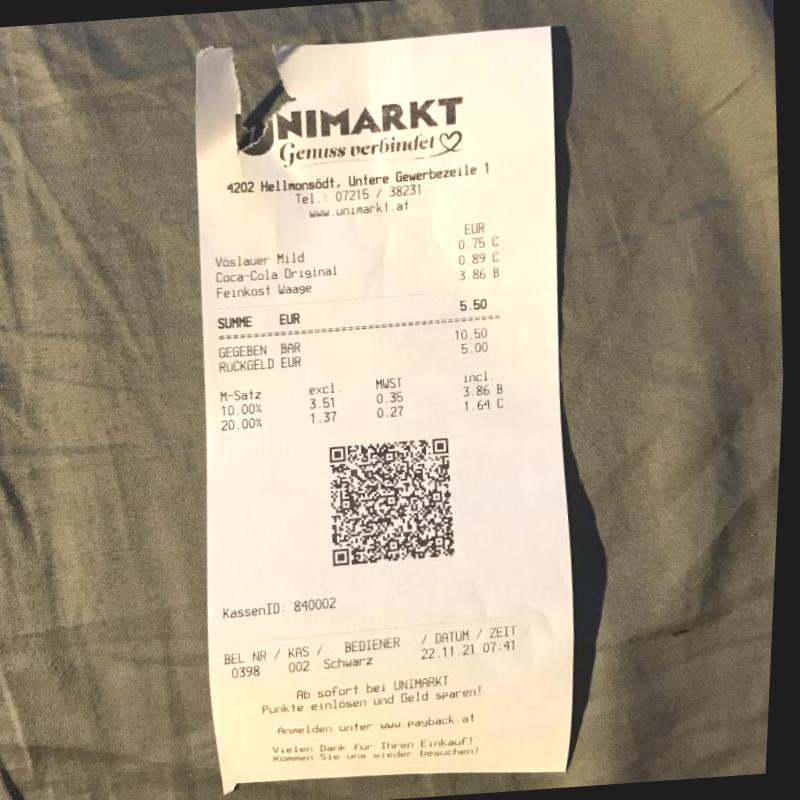 UNIMARKT
Genuss verbindet
4202 Hellmonsödt, Untere Gewerbezeile 1
Tel.: 07215 / 38231
www.unimarkt.at
EUR
Vöslauer Mild 0.75 C
Coca-Cola Original 0.89 C
Feinkost Waage 3.86 B
SUMME EUR 5.50
GEGEBEN BAR 10.50
RÜCKGELD EUR 5.00
M-Satz excl. MWST incl.
10.00% 3.51 0.35 3.86 B
20.00% 1.37 0.27 1.64 C
KassenID: 840002
BEL NR / KAS / BEDIENER / DATUM / ZEIT
0398 002 Schwarz 22.11.21 07:41
Ab sofort bei UNIMARKT
Punkte einlösen und Geld sparen!
Anmelden unter www.payback.at
Vielen Dank für Ihren Einkauf!
Kommen Sie uns wieder besuchen!